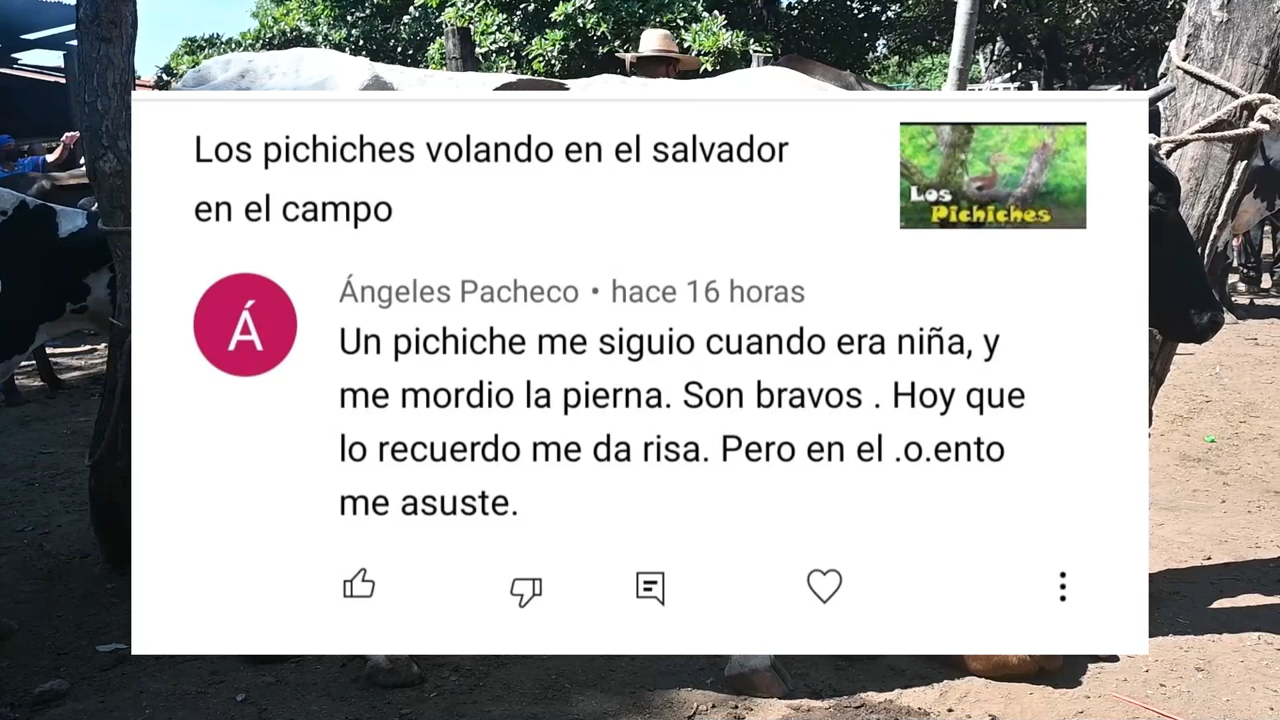 Los pichiches volando en el salvador
en el campo
Los
Pichiches
Á
Ángeles Pacheco • hace 16 horas
Un pichiche me siguio cuando era niña, y
me mordio la pierna. Son bravos . Hoy que
lo recuerdo me da risa. Pero en el .o.ento
me asuste.